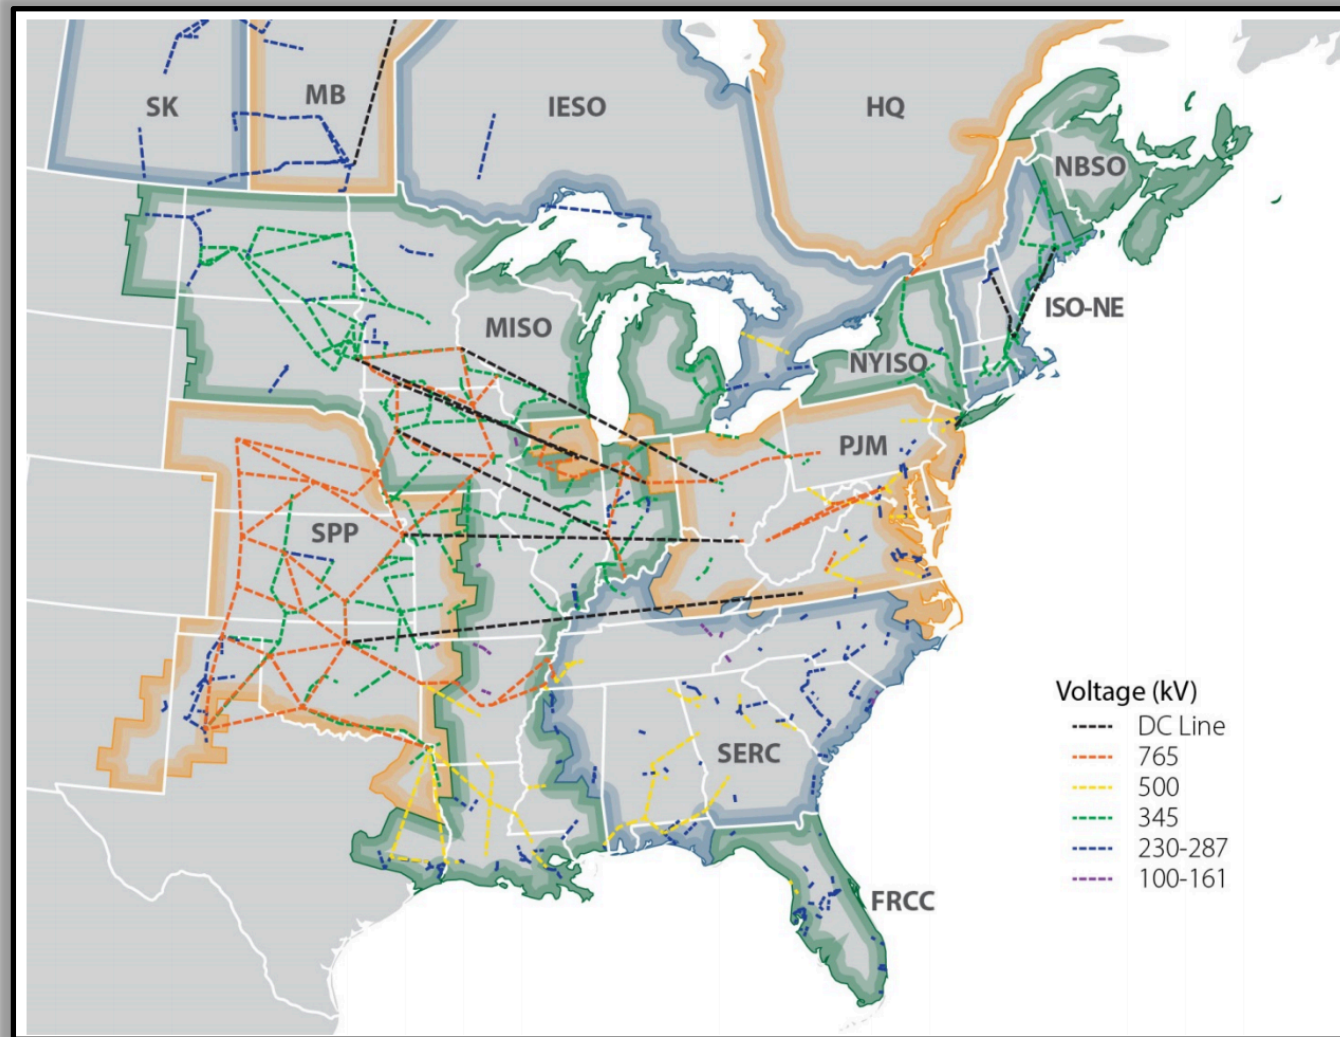 SK
MB
IESO
HQ
NBSO
MISO
ISO-NE
NYISO
PJM
SPP
SERC
FRCC
Voltage (kV)
DC Line
765
500
345
230-287
100-161